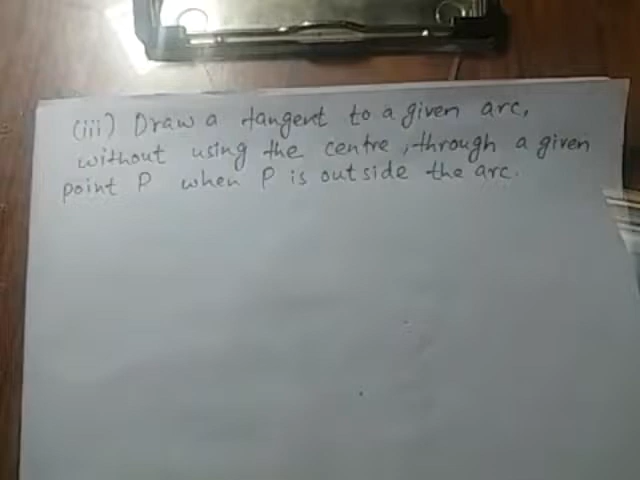 (iii) Draw a tangent to a given arc,
without using the centre, through a given
point P when P is outside the arc.